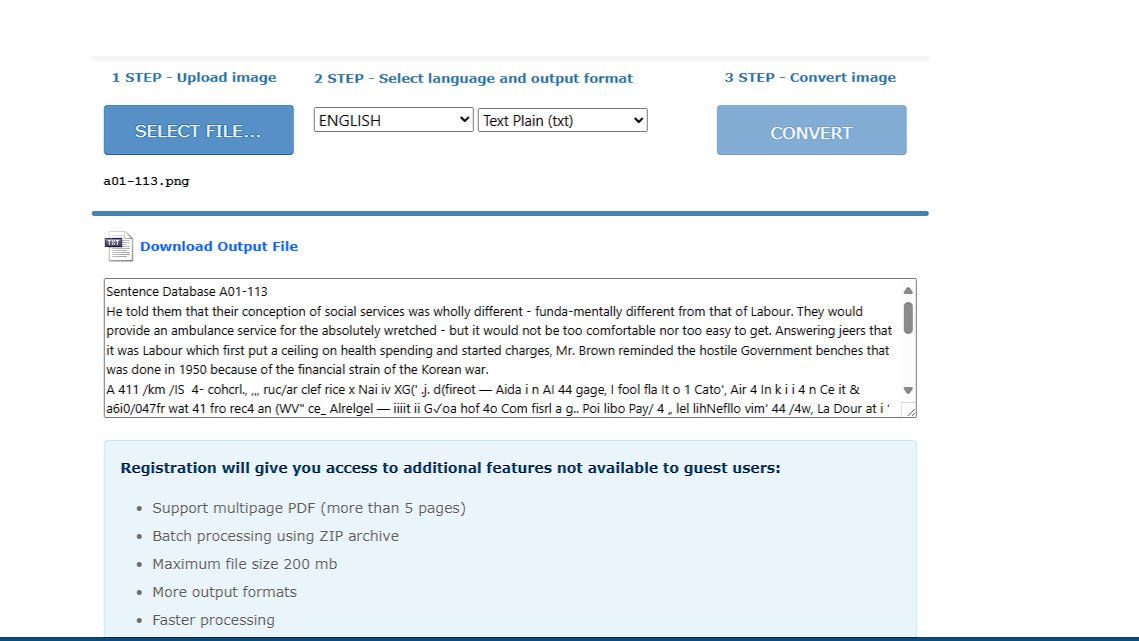 1 STEP - Upload image
2 STEP - Select language and output format
3 STEP - Convert image
SELECT FILE...
ENGLISH
Text Plain (txt)
CONVERT
a01-113.png
TXT
Download Output File
Sentence Database A01-113
He told them that their conception of social services was wholly different - funda-mentally different from that of Labour. They would
provide an ambulance service for the absolutely wretched - but it would not be too comfortable nor too easy to get. Answering jeers that
it was Labour which first put a ceiling on health spending and started charges, Mr. Brown reminded the hostile Government benches that
was done in 1950 because of the financial strain of the Korean war.
A 411 /km /IS 4- cohcrl., ,,, ruc/ar clef rice x Nai iv XG(' .j. d(fireot — Aida i n AI 44 gage, I fool fla It o 1 Cato', Air 4 In k i i 4 n Ce it &
a6i0/047fr wat 41 fro rec4 an (WV" ce_ Alrelgel — iiiit ii G✓oa hof 4o Com fisrl a g.. Poi libo Pay/ 4 „ lel lihNefllo vim' 44 /4w, La Dour at i '
Registration will give you access to additional features not available to guest users:
Support multipage PDF (more than 5 pages)
Batch processing using ZIP archive
Maximum file size 200 mb
More output formats
Faster processing